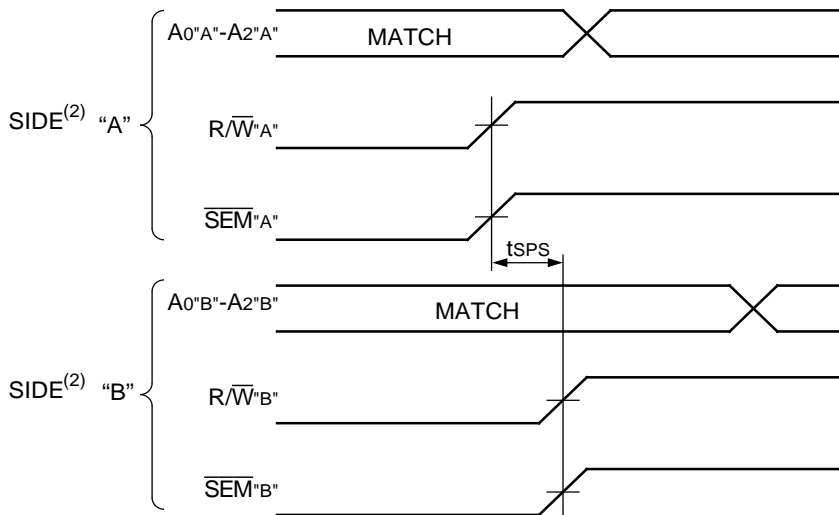 A0"A"-A2"A"
MATCH
SIDE(2) “A”
R/W"A"
SEM"A"
tSPS
A0"B"-A2"B"
MATCH
SIDE(2) “B”
R/W"B"
SEM"B"